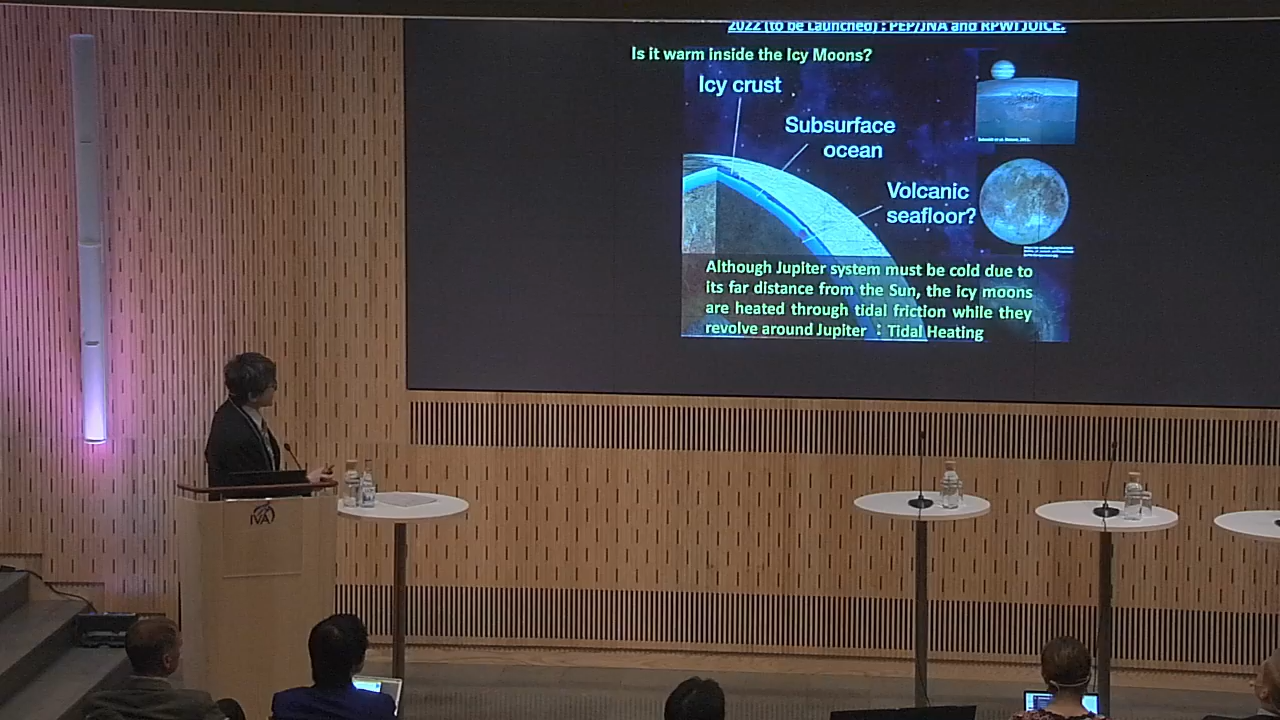 2022 (to be Launched) : PEP/JNA and RPWI JUICE.
Is it warm inside the Icy Moons?
Icy crust
Subsurface
ocean
Volcanic
seafloor?
Although Jupiter system must be cold due to
its far distance from the Sun, the icy moons
are heated through tidal friction while they
revolve around Jupiter : Tidal Heating
IVA